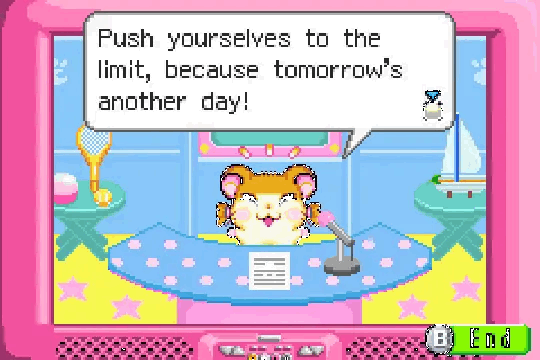 Push yourselves to the
limit, because tomorrow's
another day!
B End